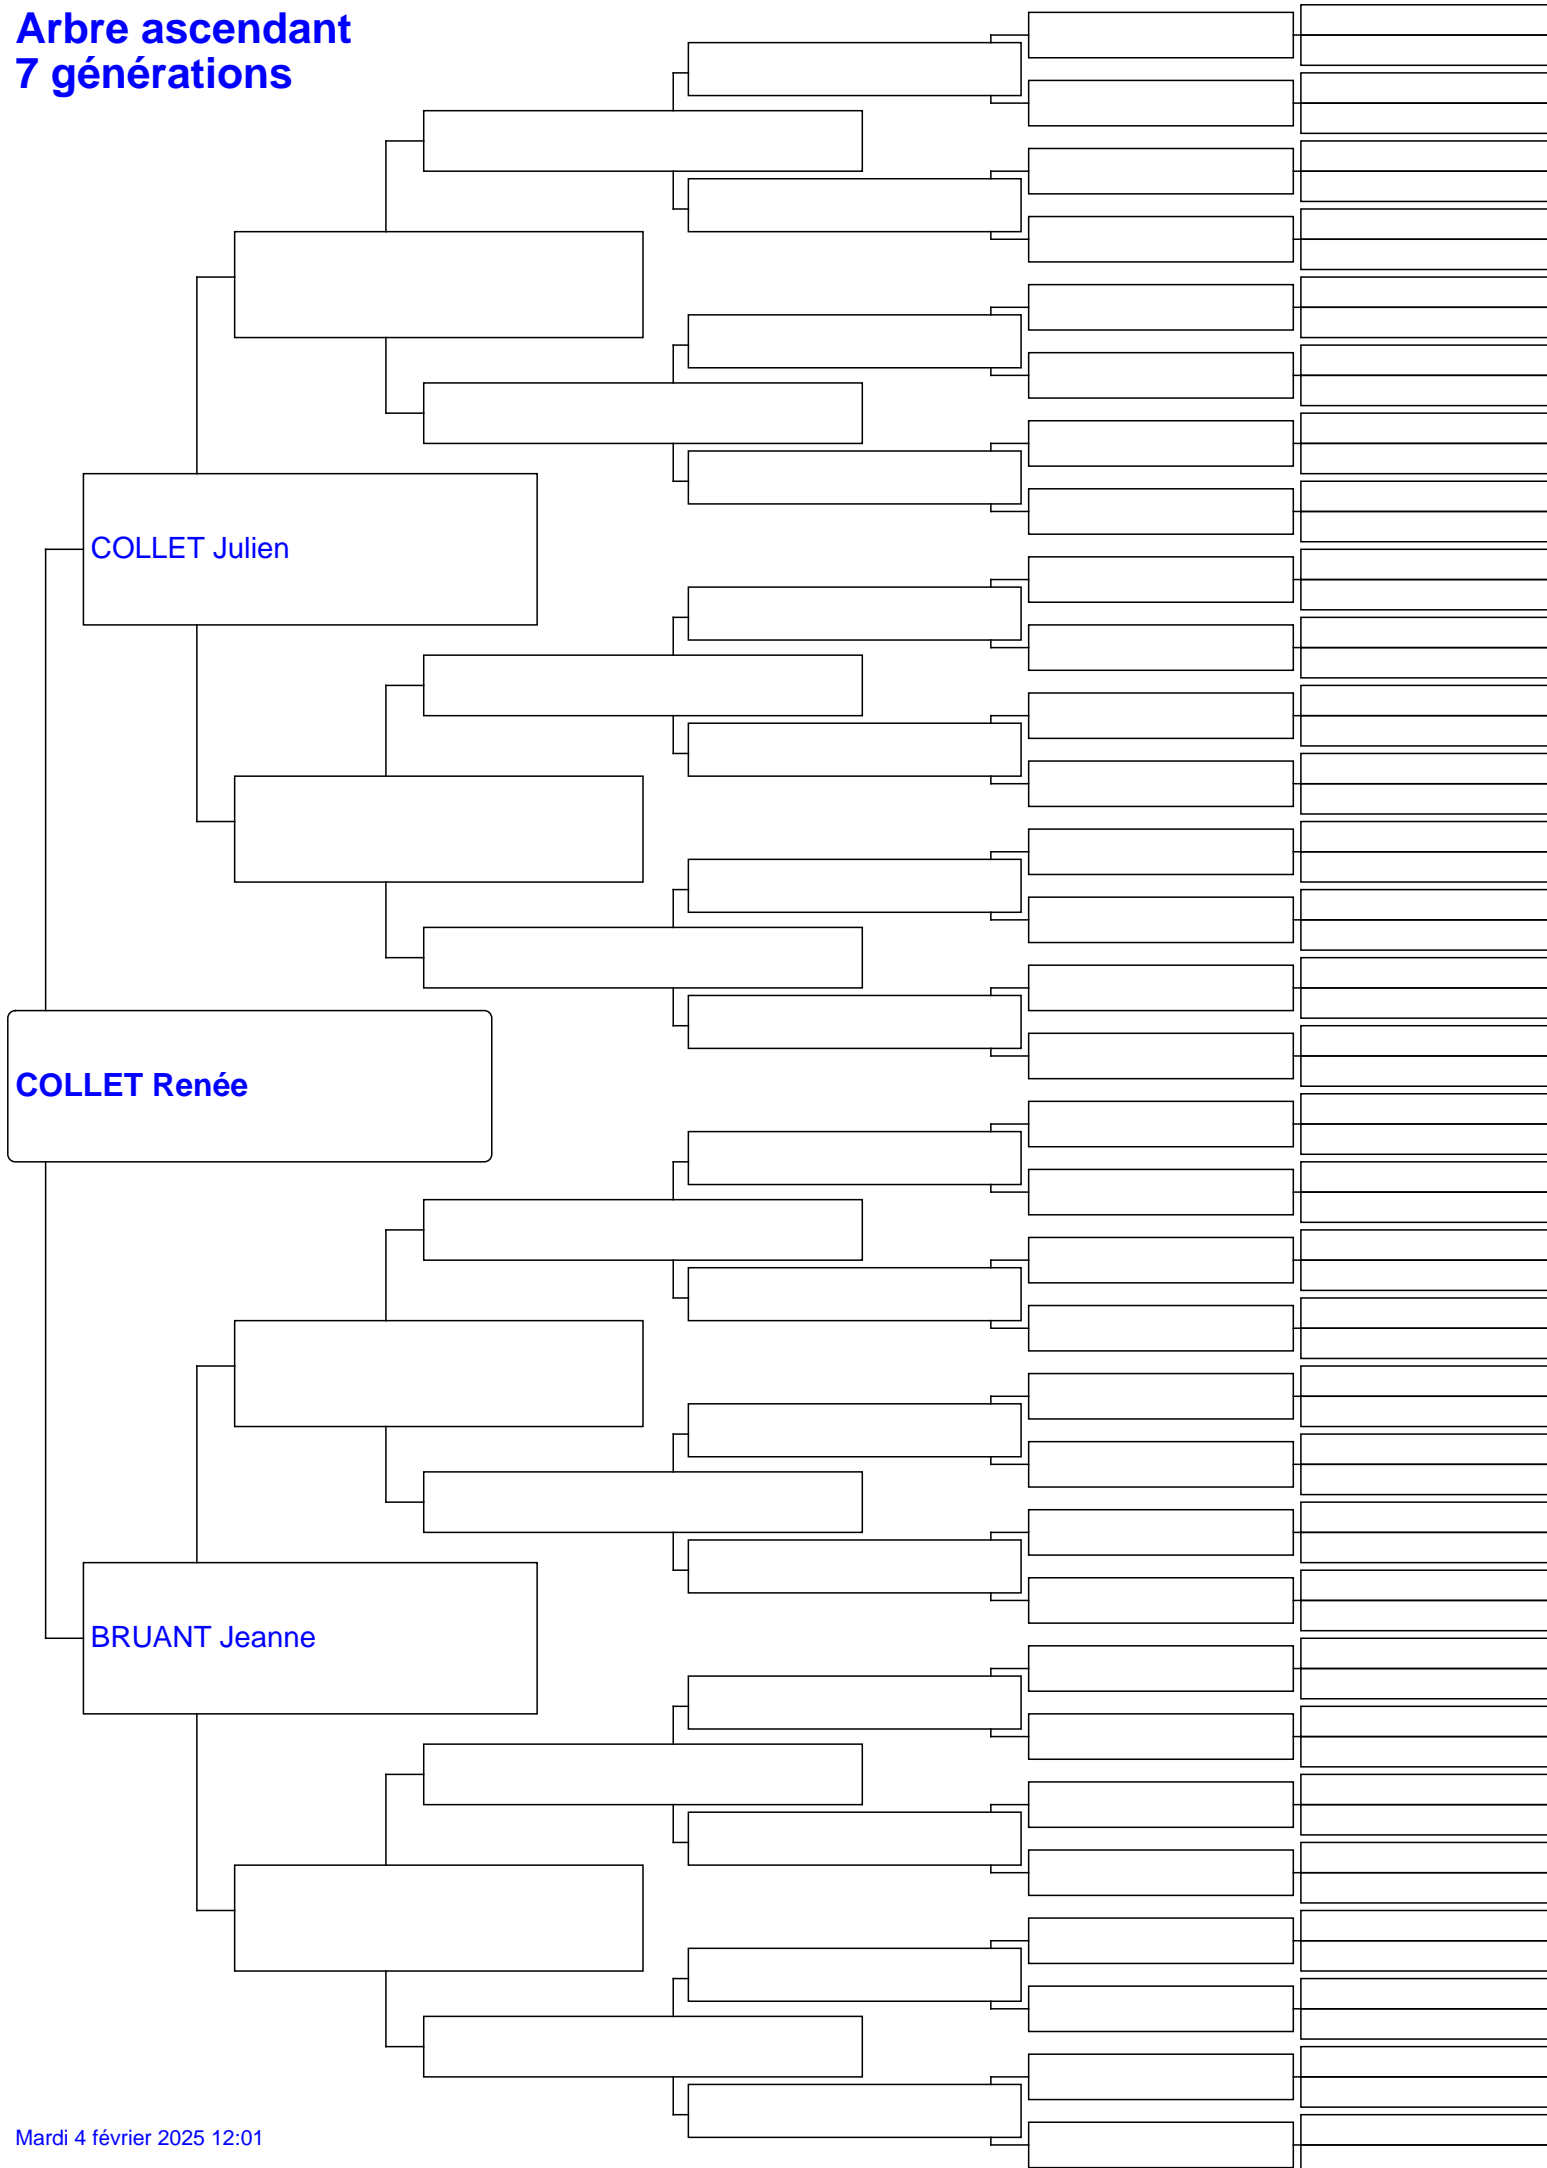 Arbre ascendant
7 générations
COLLET Julien
COLLET Renée
BRUANT Jeanne
Mardi 4 février 2025 12:01